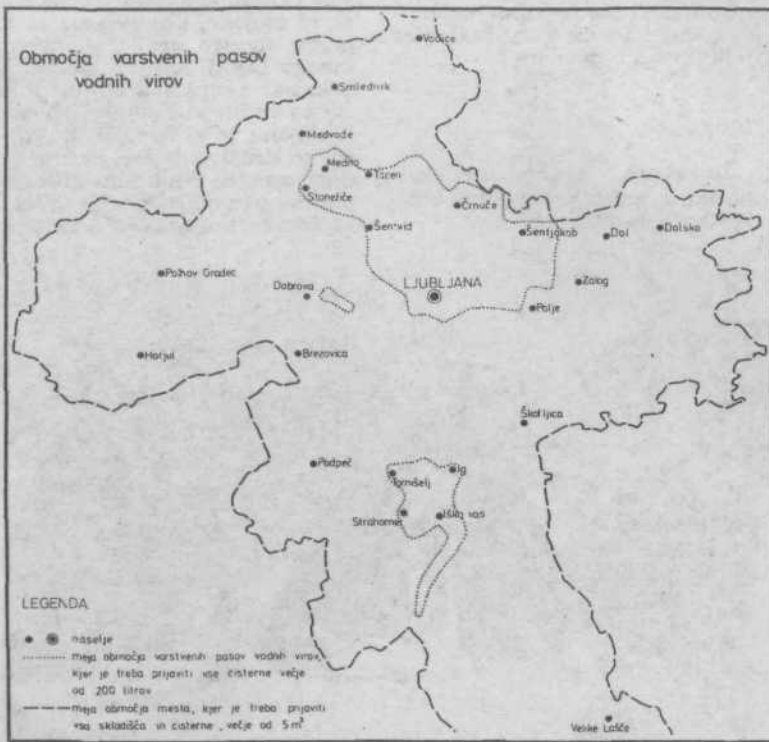 Območja varstvenih pasov
vodnih virov
Vodice
Smlednik
Medvode
Medno
Tacen
Stanežiče
Črnuče
Šentvid
Šentjakob
Dol
Dolsko
Polhov Gradec
Dobrova
LJUBLJANA
Zalog
Polje
Horjul
Brezovica
Škofljica
Podpeč
Ig
Tomišelj
Strahomer
Iška vas
LEGENDA
naselje
meja območja varstvenih pasov vodnih virov,
kjer je treba prijaviti vse cisterne večje
od 200 litrov
meja območja mesta, kjer je treba prijaviti
vsa skladišča in cisterne, večje od 5 m³
Velike Lašče